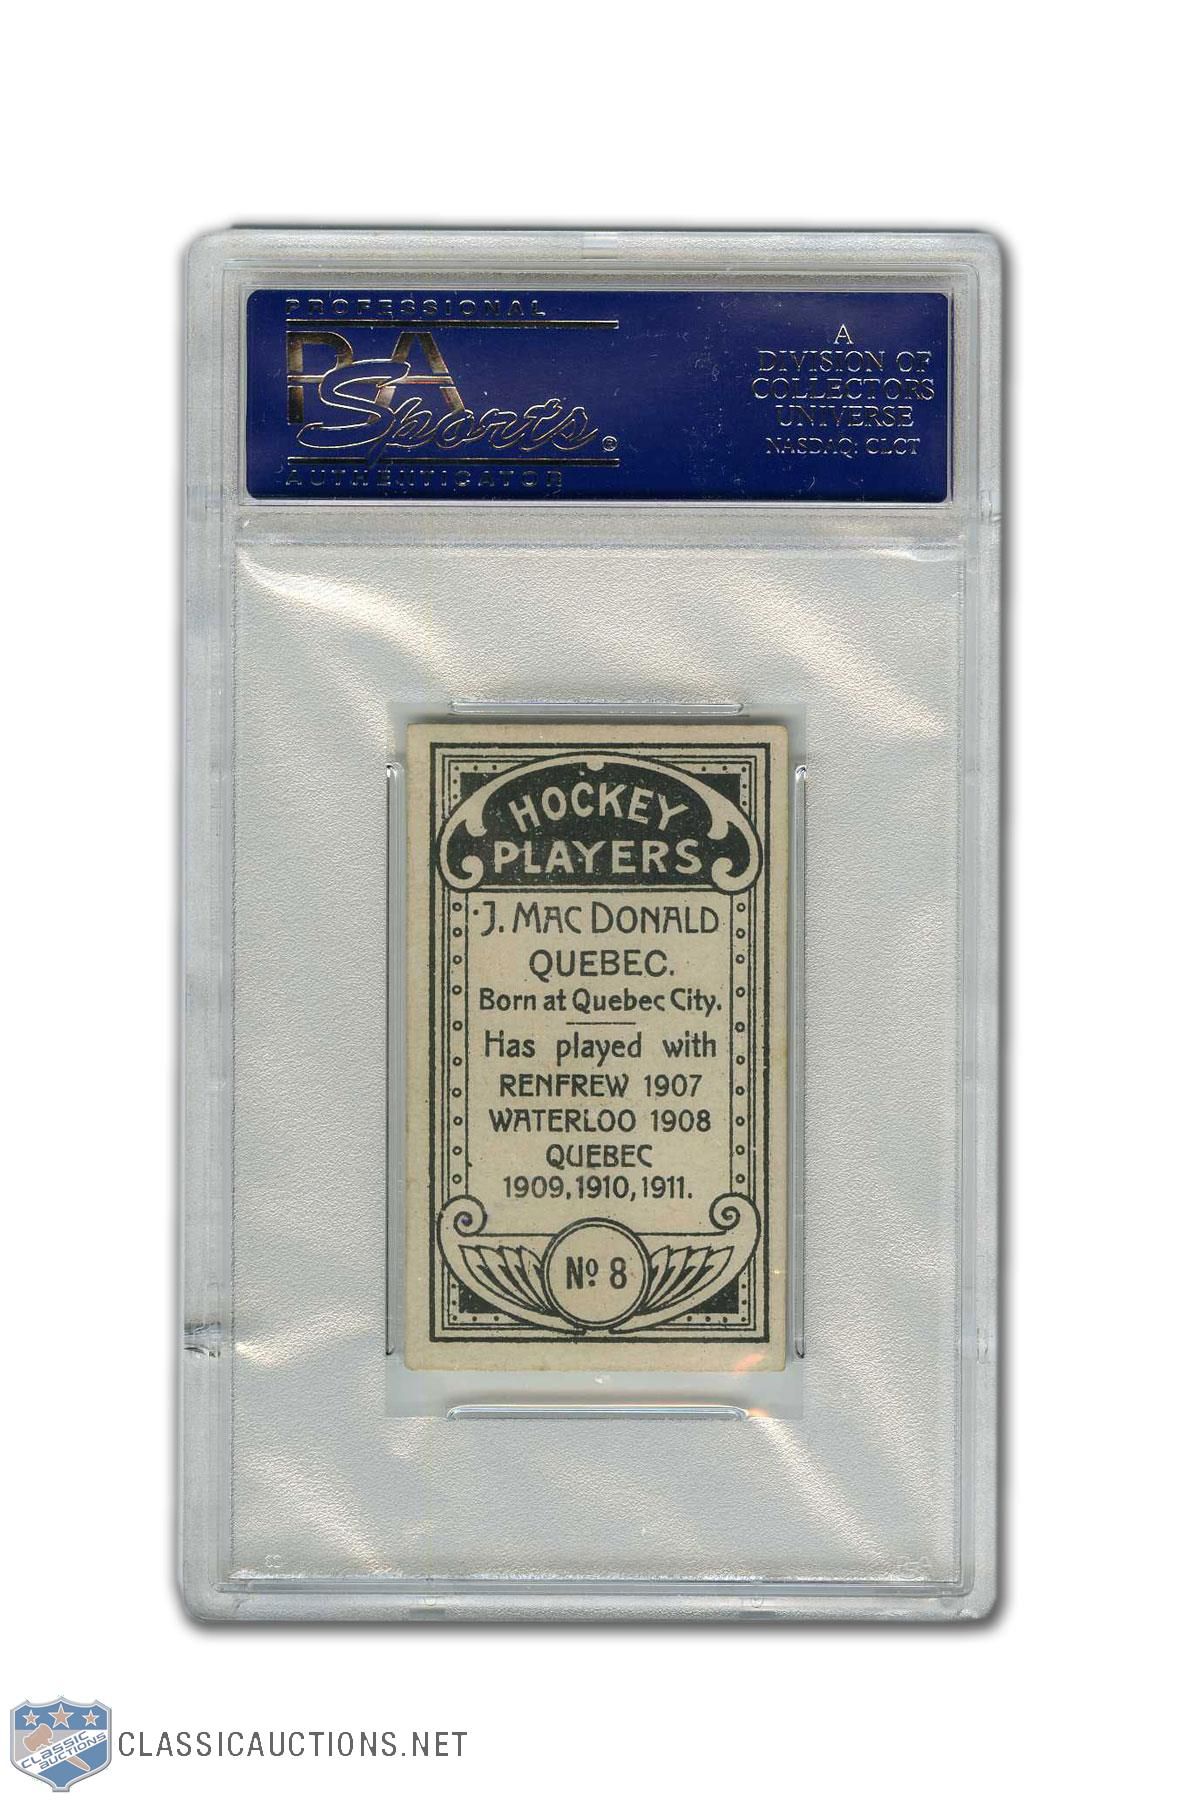 PROFESSIONAL
PSA
Sports®
AUTHENTICATOR
A
DIVISION OF
COLLECTORS
UNIVERSE
NASDAQ: CLCT
HOCKEY
PLAYERS
J. MAC DONALD
QUEBEC.
Born at Quebec City.
Has played with
RENFREW 1907
WATERLOO 1908
QUEBEC
1909, 1910, 1911.
Nº 8
PSA
CLASSIC
AUCTIONS
CLASSICAUCTIONS.NET